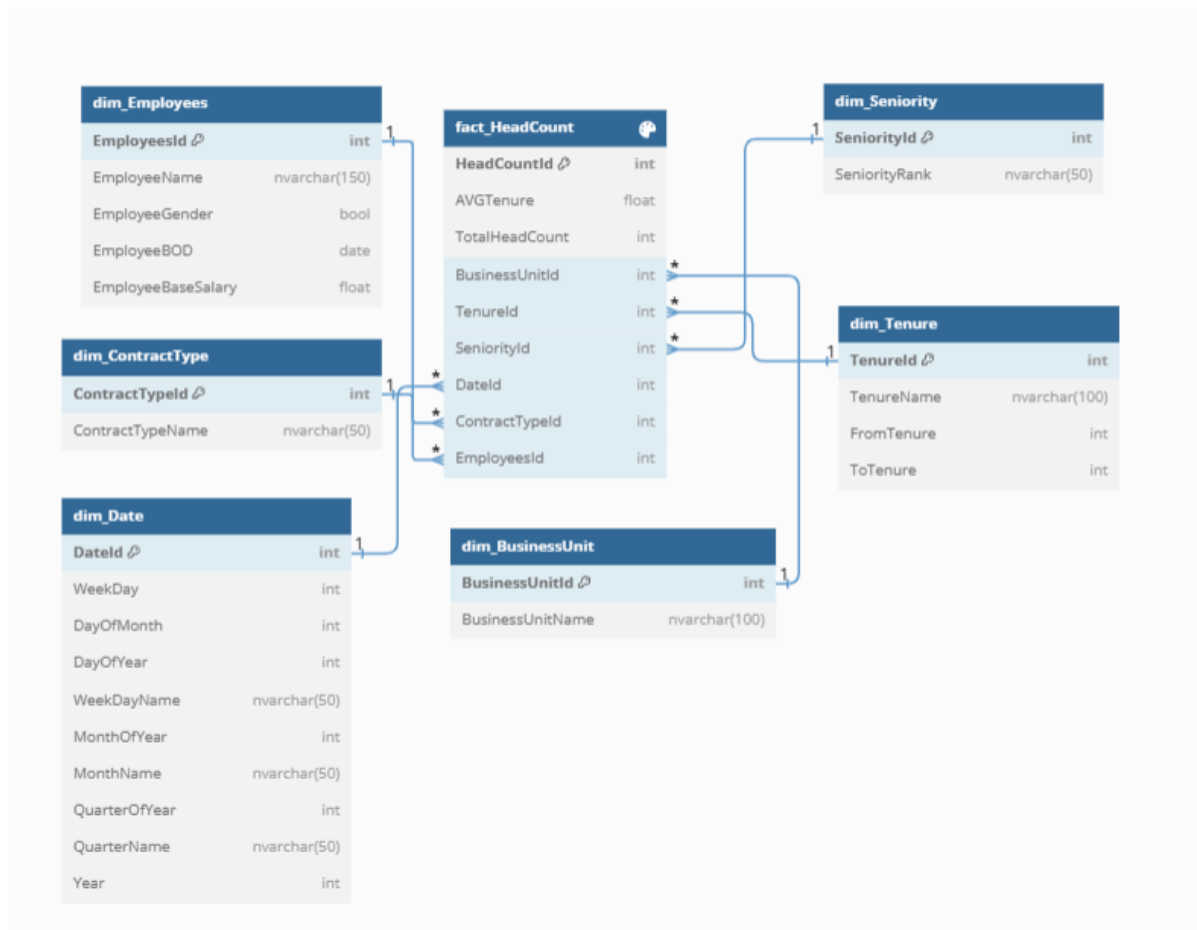 dim_Employees
EmployeesId int
EmployeeName nvarchar(150)
EmployeeGender bool
EmployeeBOD date
EmployeeBaseSalary float
1
dim_ContractType
ContractTypeId int
ContractTypeName nvarchar(50)
1
dim_Date
DateId int
WeekDay int
DayOfMonth int
DayOfYear int
WeekDayName nvarchar(50)
MonthOfYear int
MonthName nvarchar(50)
QuarterOfYear int
QuarterName nvarchar(50)
Year int
1
fact_HeadCount
HeadCountId int
AVGTenure float
TotalHeadCount int
BusinessUnitId int *
TenureId int *
SeniorityId int *
* DateId int
* ContractTypeId int
* EmployeesId int
dim_BusinessUnit
BusinessUnitId int
BusinessUnitName nvarchar(100)
1
dim_Seniority
1 SeniorityId int
SeniorityRank nvarchar(50)
dim_Tenure
1 TenureId int
TenureName nvarchar(100)
FromTenure int
ToTenure int